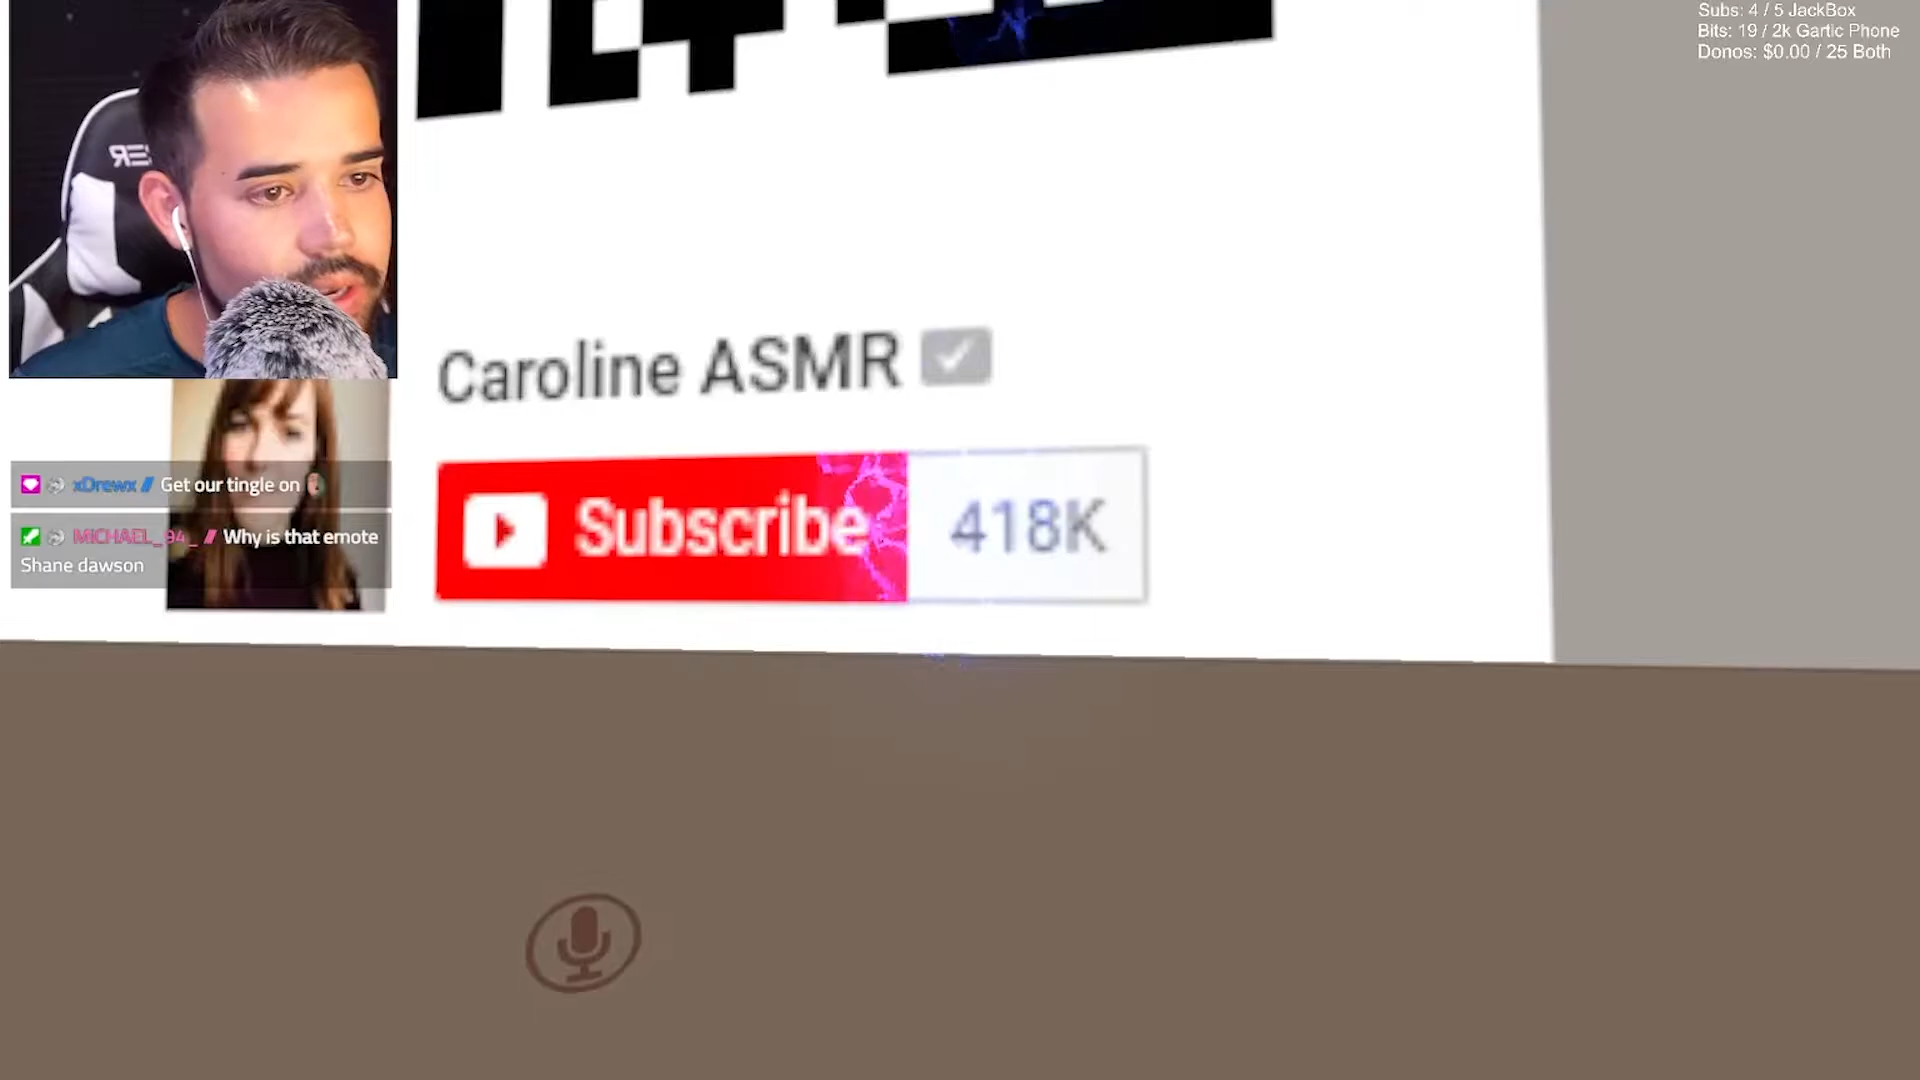 Subs: 4 / 5 JackBox
Bits: 19 / 2k Gartic Phone
Donos: $0.00 / 25 Both
Caroline ASMR
Subscribe 418K
xDrewx // Get our tingle on
MICHAEL_94_ // Why is that emote
Shane dawson